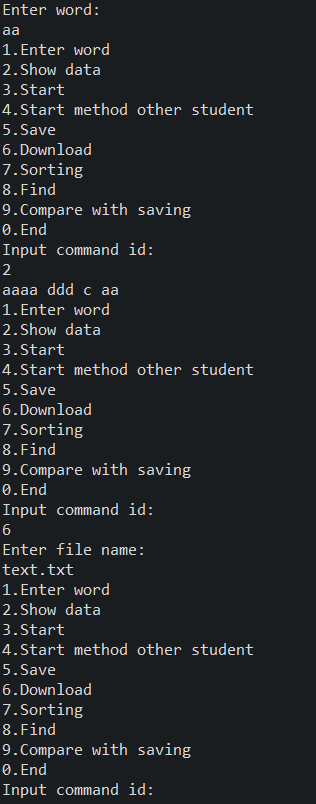 Enter word:
aa
1.Enter word
2.Show data
3.Start
4.Start method other student
5.Save
6.Download
7.Sorting
8.Find
9.Compare with saving
0.End
Input command id:
2
aaaa ddd c aa
1.Enter word
2.Show data
3.Start
4.Start method other student
5.Save
6.Download
7.Sorting
8.Find
9.Compare with saving
0.End
Input command id:
6
Enter file name:
text.txt
1.Enter word
2.Show data
3.Start
4.Start method other student
5.Save
6.Download
7.Sorting
8.Find
9.Compare with saving
0.End
Input command id: